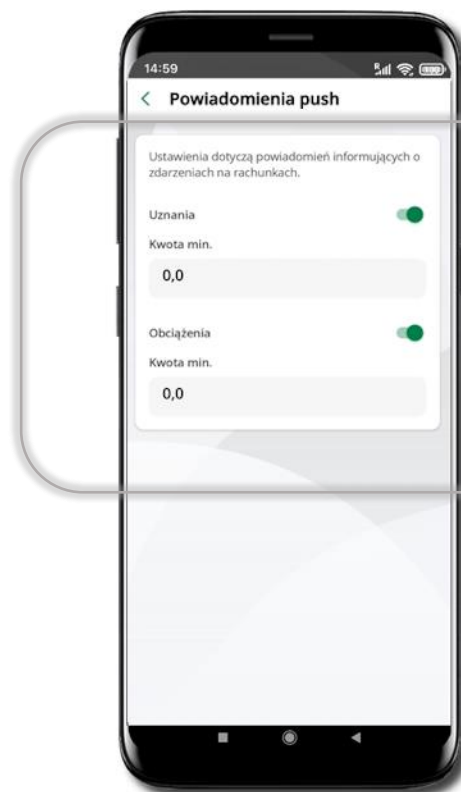 14:59
Powiadomienia push
Ustawienia dotyczą powiadomień informujących o
zdarzeniach na rachunkach.
Uznania
Kwota min.
0,0
Obciążenia
Kwota min.
0,0